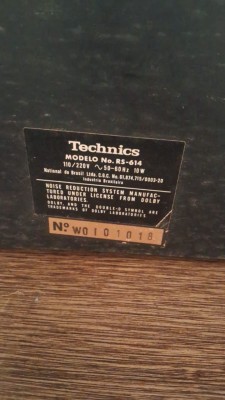 Technics
MODELO No. RS-614
110/220V ~ 50-60Hz 10W
National do Brasil Ltda. C.G.C. No. 61.074.715/0003-20
Indústria Brasileira
NOISE REDUCTION SYSTEM MANUFAC-
TURED UNDER LICENSE FROM DOLBY
LABORATORIES.
DOLBY, AND THE DOUBLE-D SYMBOL ARE
TRADEMARKS OF DOLBY LABORATORIES
No. W0101018